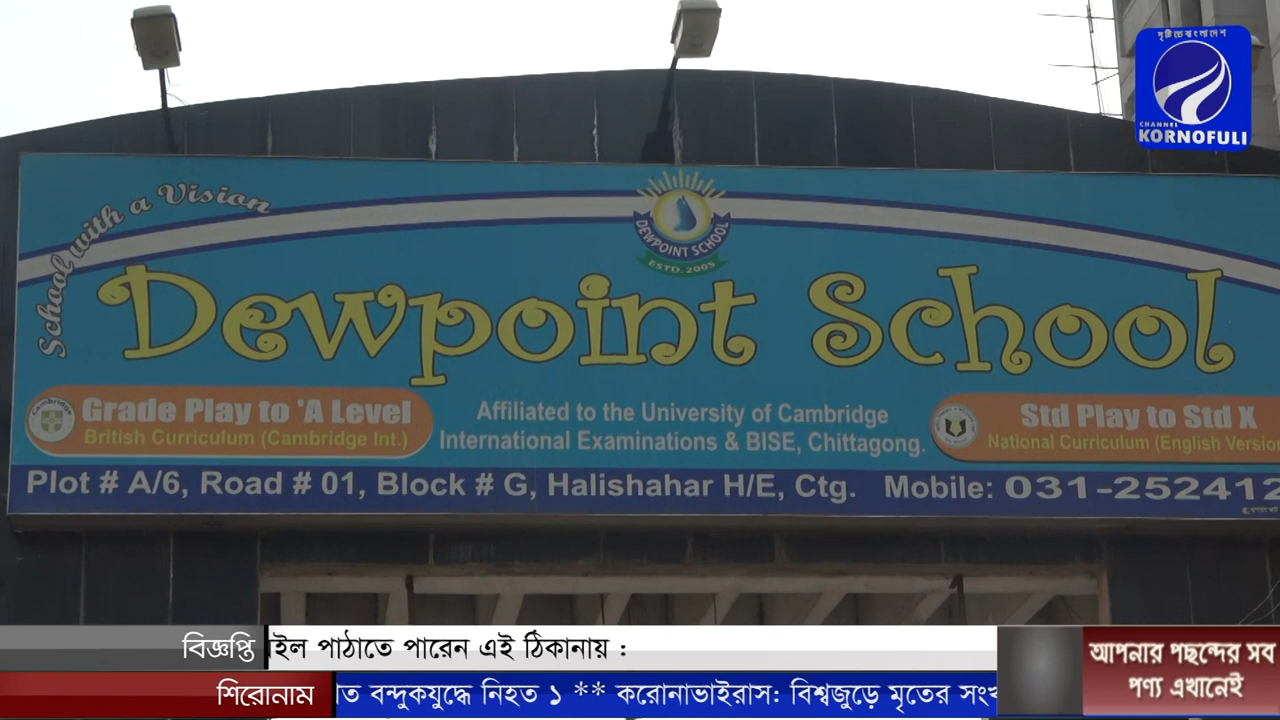 সৃষ্টিতে বাংলাদেশ
CHANNEL
KORNOFULI
School with a Vision
DEWPOINT SCHOOL
ESTD. 2005
Dewpoint School
Cambridge
Grade Play to 'A Level
British Curriculum (Cambridge Int.)
Affiliated to the University of Cambridge
International Examinations & BISE, Chittagong.
Std Play to Std X
National Curriculum (English Version
Plot # A/6, Road # 01, Block # G, Halishahar H/E, Ctg. Mobile: 031-252412
বিজ্ঞপ্তি ইল পাঠাতে পারেন এই ঠিকানায় :
আপনার পছন্দের সব
পণ্য এখানেই
শিরোনাম ত বন্দুকযুদ্ধে নিহত ১ ** করোনাভাইরাস: বিশ্বজুড়ে মৃতের সংখ